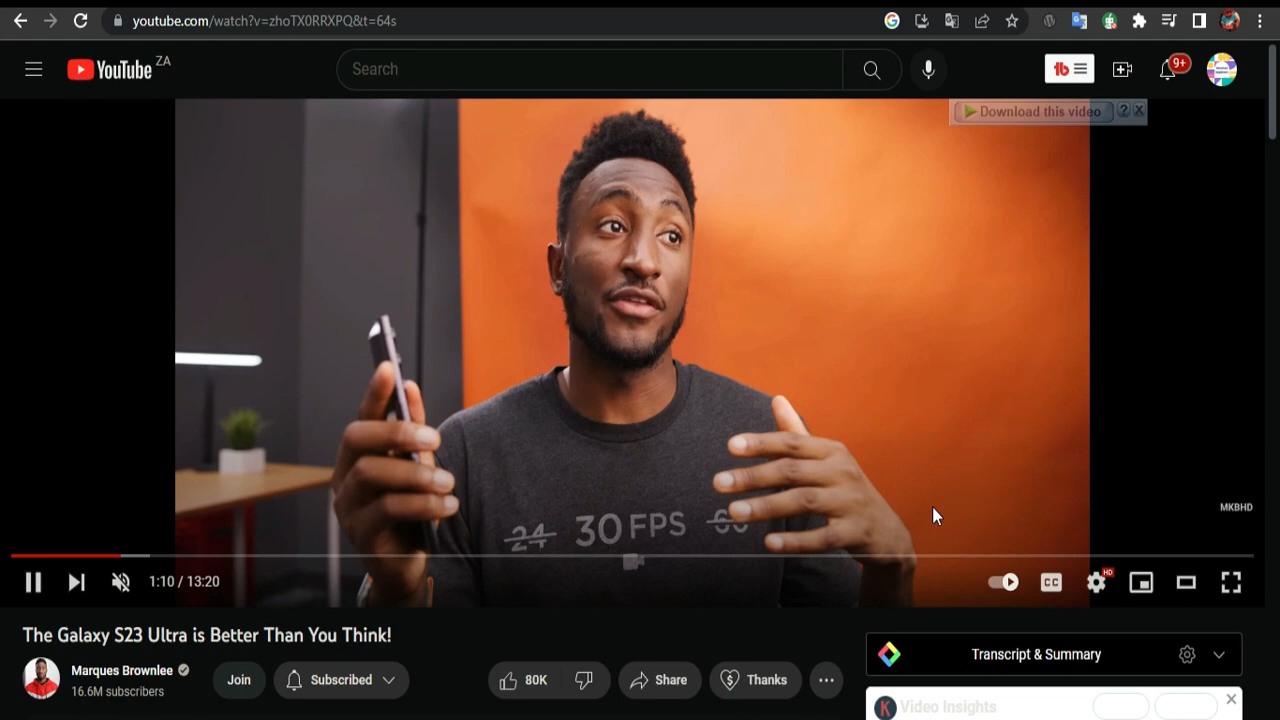 youtube.com/watch?v=zhoTX0RRXPQ&t=64s
YouTube ZA
Search
9+
Download this video ? X
24 30 FPS 60
MKBHD
1:10 / 13:20
CC
HD
The Galaxy S23 Ultra is Better Than You Think!
Marques Brownlee
16.6M subscribers
Join
Subscribed
80K
Share
Thanks
Transcript & Summary
K Video Insights